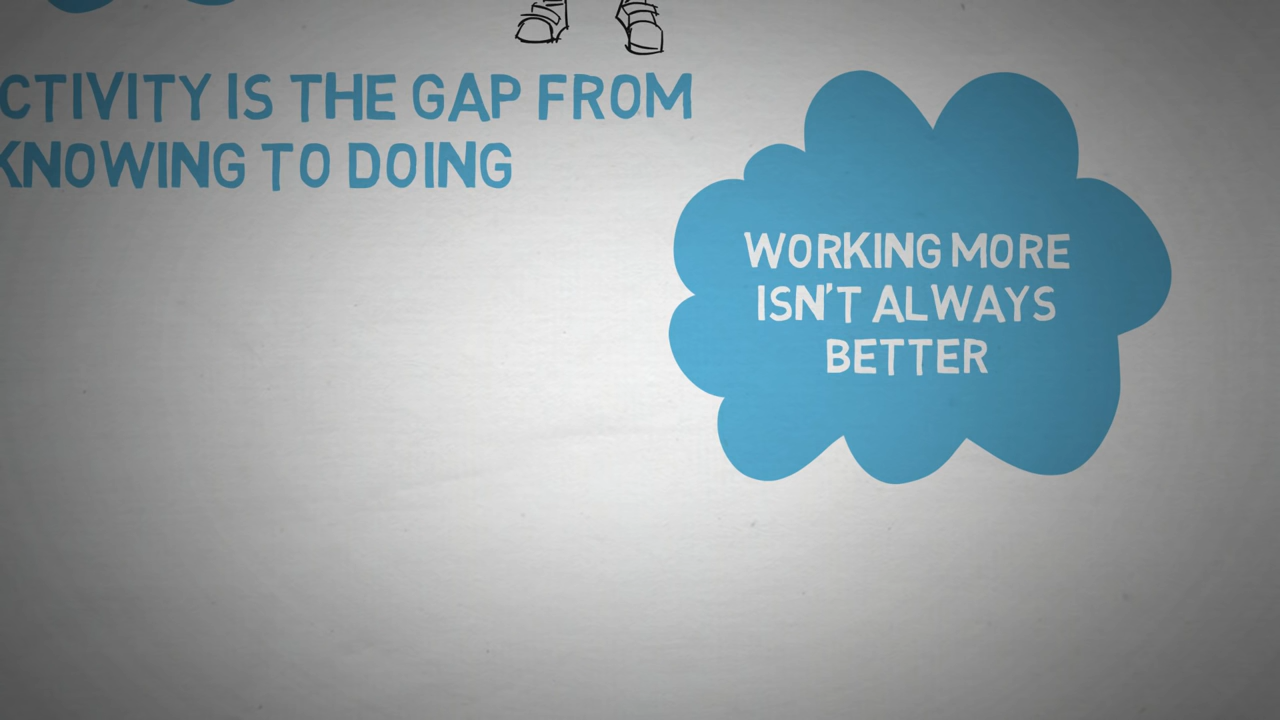 CTIVITY IS THE GAP FROM
KNOWING TO DOING
WORKING MORE
ISN'T ALWAYS
BETTER